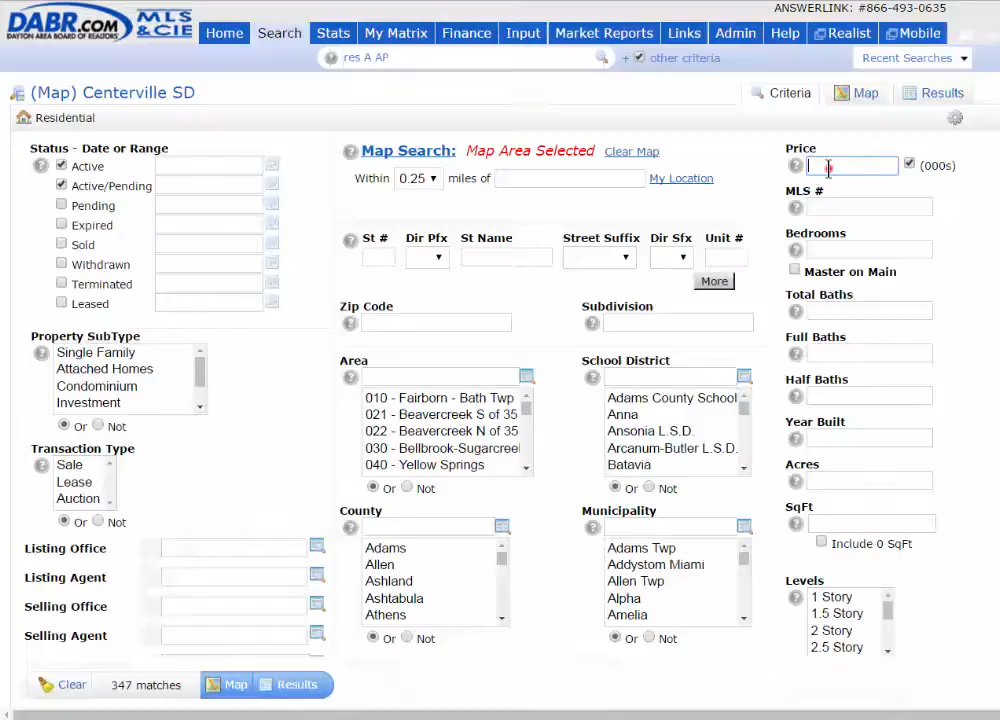 ANSWERLINK: #866-493-0635
DABR.COM MLS & CIE
DAYTON AREA BOARD OF REALTORS
Home Search Stats My Matrix Finance Input Market Reports Links Admin Help Realist Mobile
res A AP + other criteria Recent Searches
(Map) Centerville SD
Criteria Map Results
Residential
Status - Date or Range
Active
Active/Pending
Pending
Expired
Sold
Withdrawn
Terminated
Leased
Property SubType
Single Family
Attached Homes
Condominium
Investment
Or Not
Transaction Type
Sale
Lease
Auction
Or Not
Listing Office
Listing Agent
Selling Office
Selling Agent
Map Search: Map Area Selected Clear Map
Within 0.25 miles of My Location
St # Dir Pfx St Name Street Suffix Dir Sfx Unit #
More
Zip Code
Subdivision
Area
010 - Fairborn - Bath Twp
021 - Beavercreek S of 35
022 - Beavercreek N of 35
030 - Bellbrook-Sugarcree
040 - Yellow Springs
Or Not
School District
Adams County School
Anna
Ansonia L.S.D.
Arcanum-Butler L.S.D.
Batavia
Or Not
County
Adams
Allen
Ashland
Ashtabula
Athens
Or Not
Municipality
Adams Twp
Addystom Miami
Allen Twp
Alpha
Amelia
Or Not
Price
(000s)
MLS #
Bedrooms
Master on Main
Total Baths
Full Baths
Half Baths
Year Built
Acres
SqFt
Include 0 SqFt
Levels
1 Story
1.5 Story
2 Story
2.5 Story
Clear 347 matches Map Results